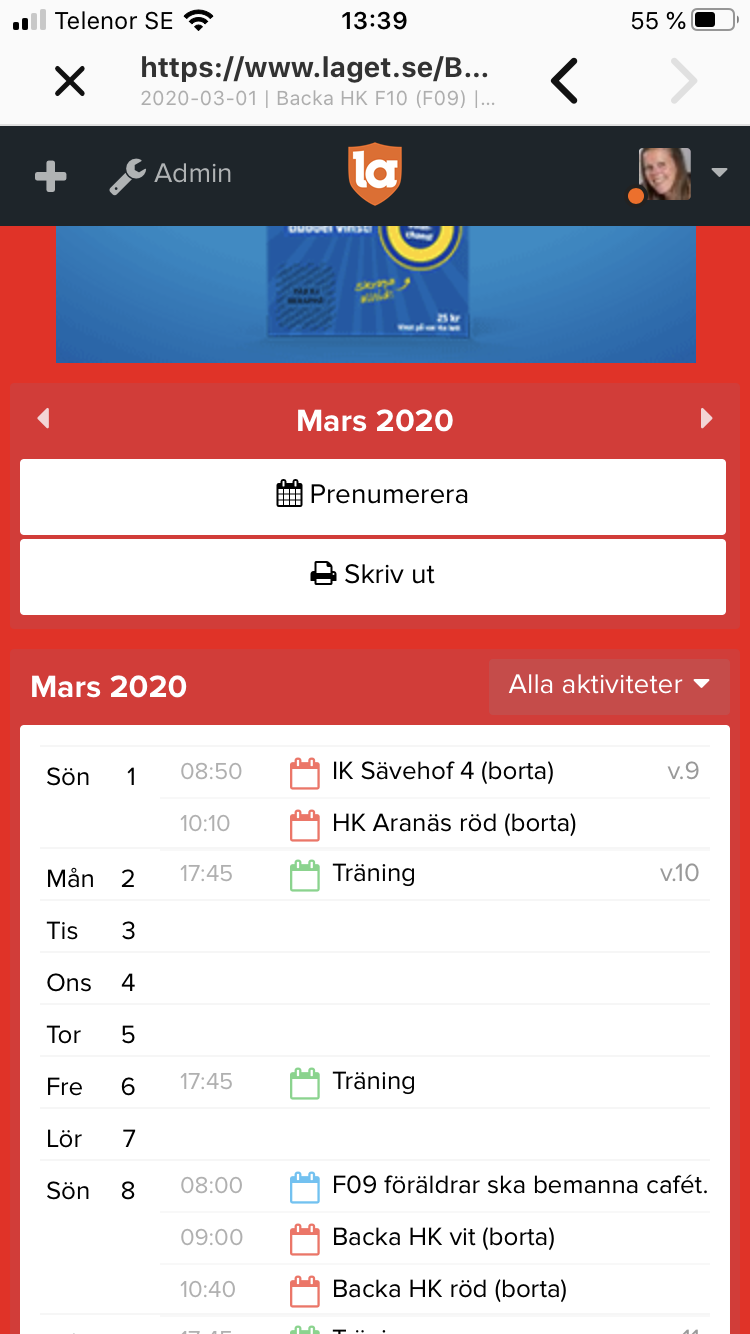 Telenor SE 13:39 55 %
https://www.laget.se/B...
2020-03-01 | Backa HK F10 (F09) |...
Admin
la
25 kr
Mars 2020
Prenumerera
Skriv ut
Mars 2020 Alla aktiviteter
Sön 1 08:50 IK Sävehof 4 (borta) v.9
10:10 HK Aranäs röd (borta)
Mån 2 17:45 Träning v.10
Tis 3
Ons 4
Tor 5
Fre 6 17:45 Träning
Lör 7
Sön 8 08:00 F09 föräldrar ska bemanna cafét.
09:00 Backa HK vit (borta)
10:40 Backa HK röd (borta)